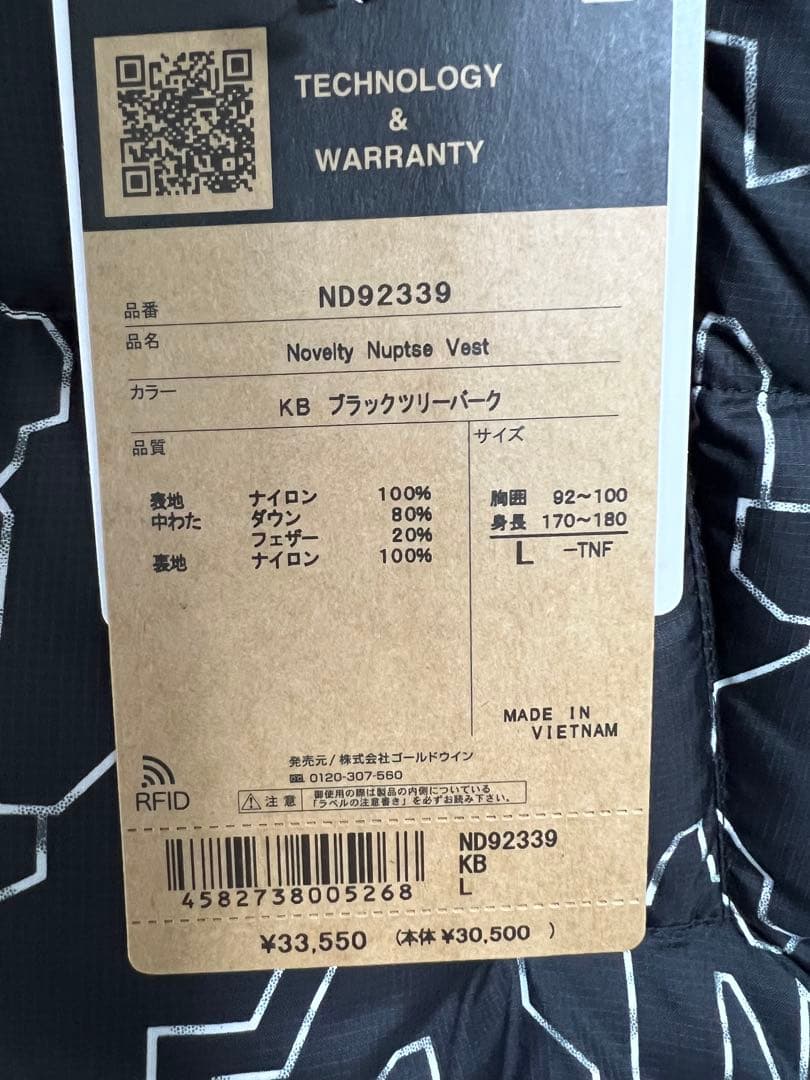 TECHNOLOGY
&
WARRANTY
品番 ND92339
品名 Novelty Nuptse Vest
カラー KB ブラックツリーバーク
品質
表地 ナイロン 100%
中わた ダウン 80%
フェザー 20%
裏地 ナイロン 100%
サイズ
胸囲 92~100
身長 170~180
L -TNF
MADE IN
VIETNAM
発売元/株式会社ゴールドウイン
0120-307-560
RFID
注意 御使用の際は製品の内側についている
「ラベルの注意書き」を必ずお読み下さい。
4582738005268
ND92339
KB
L
¥33,550 (本体 ¥30,500 )